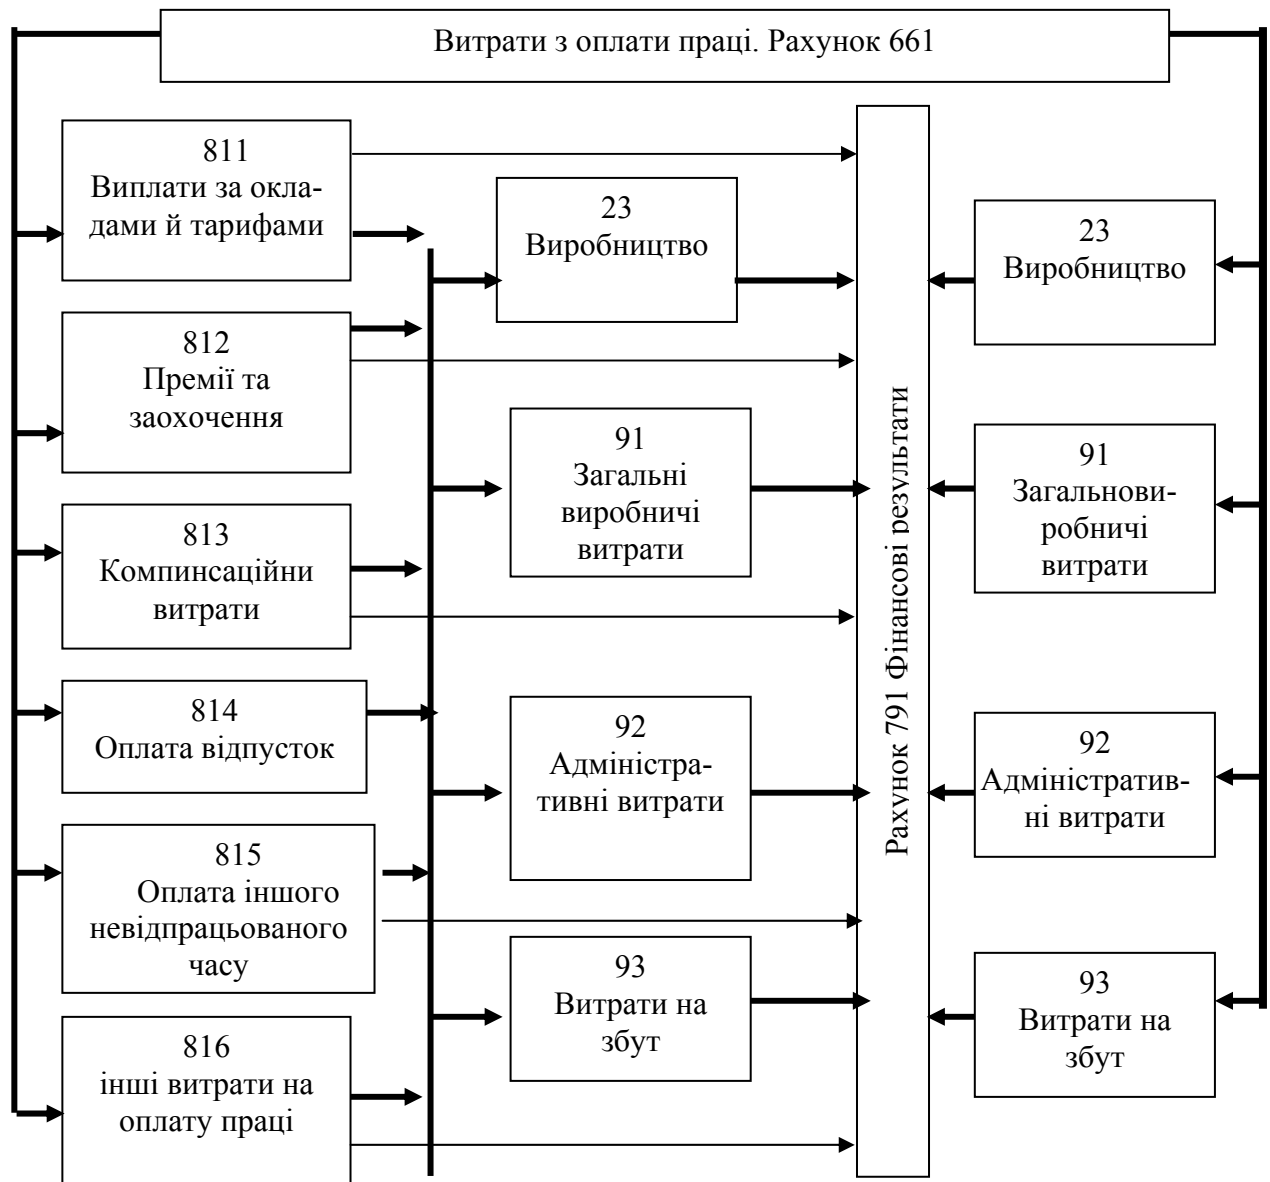 Витрати з оплати праці. Рахунок 661
811
Виплати за окла-
дами й тарифами
812
Премії та
заохочення
813
Компинсаційни
витрати
814
Оплата відпусток
815
Оплата іншого
невідпрацьованого
часу
816
інші витрати на
оплату праці
23
Виробництво
91
Загальні
виробничі
витрати
92
Адміністра-
тивні витрати
93
Витрати на
збут
Рахунок 791 Фінансові результати
23
Виробництво
91
Загальнови-
робничі
витрати
92
Адміністратив-
ні витрати
93
Витрати на
збут